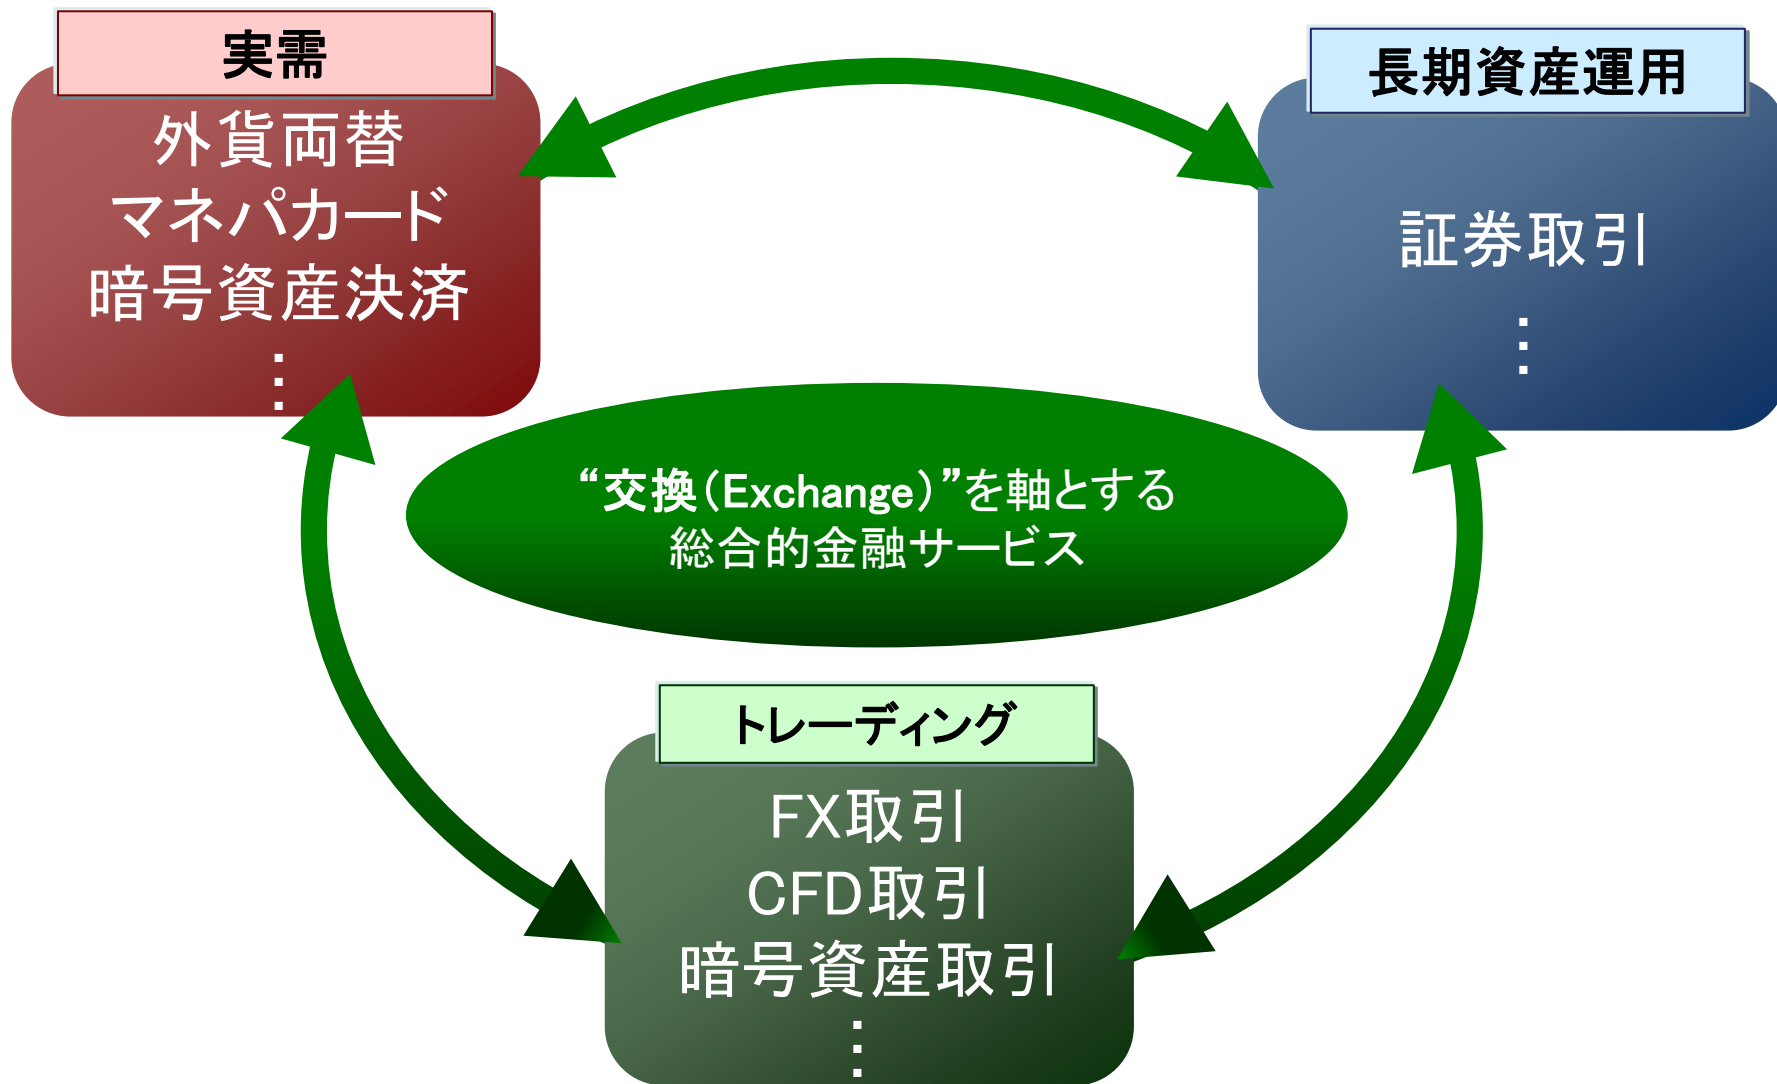 実需
外貨両替
マネパカード
暗号資産決済
⋮
長期資産運用
証券取引
⋮
“交換（Exchange）”を軸とする
総合的金融サービス
トレーディング
FX取引
CFD取引
暗号資産取引
⋮